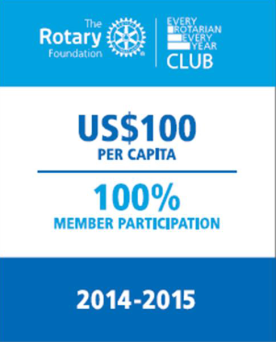 The
Rotary
Foundation
EVERY
ROTARIAN
EVERY
YEAR
CLUB
US$100
PER CAPITA
100%
MEMBER PARTICIPATION
2014-2015